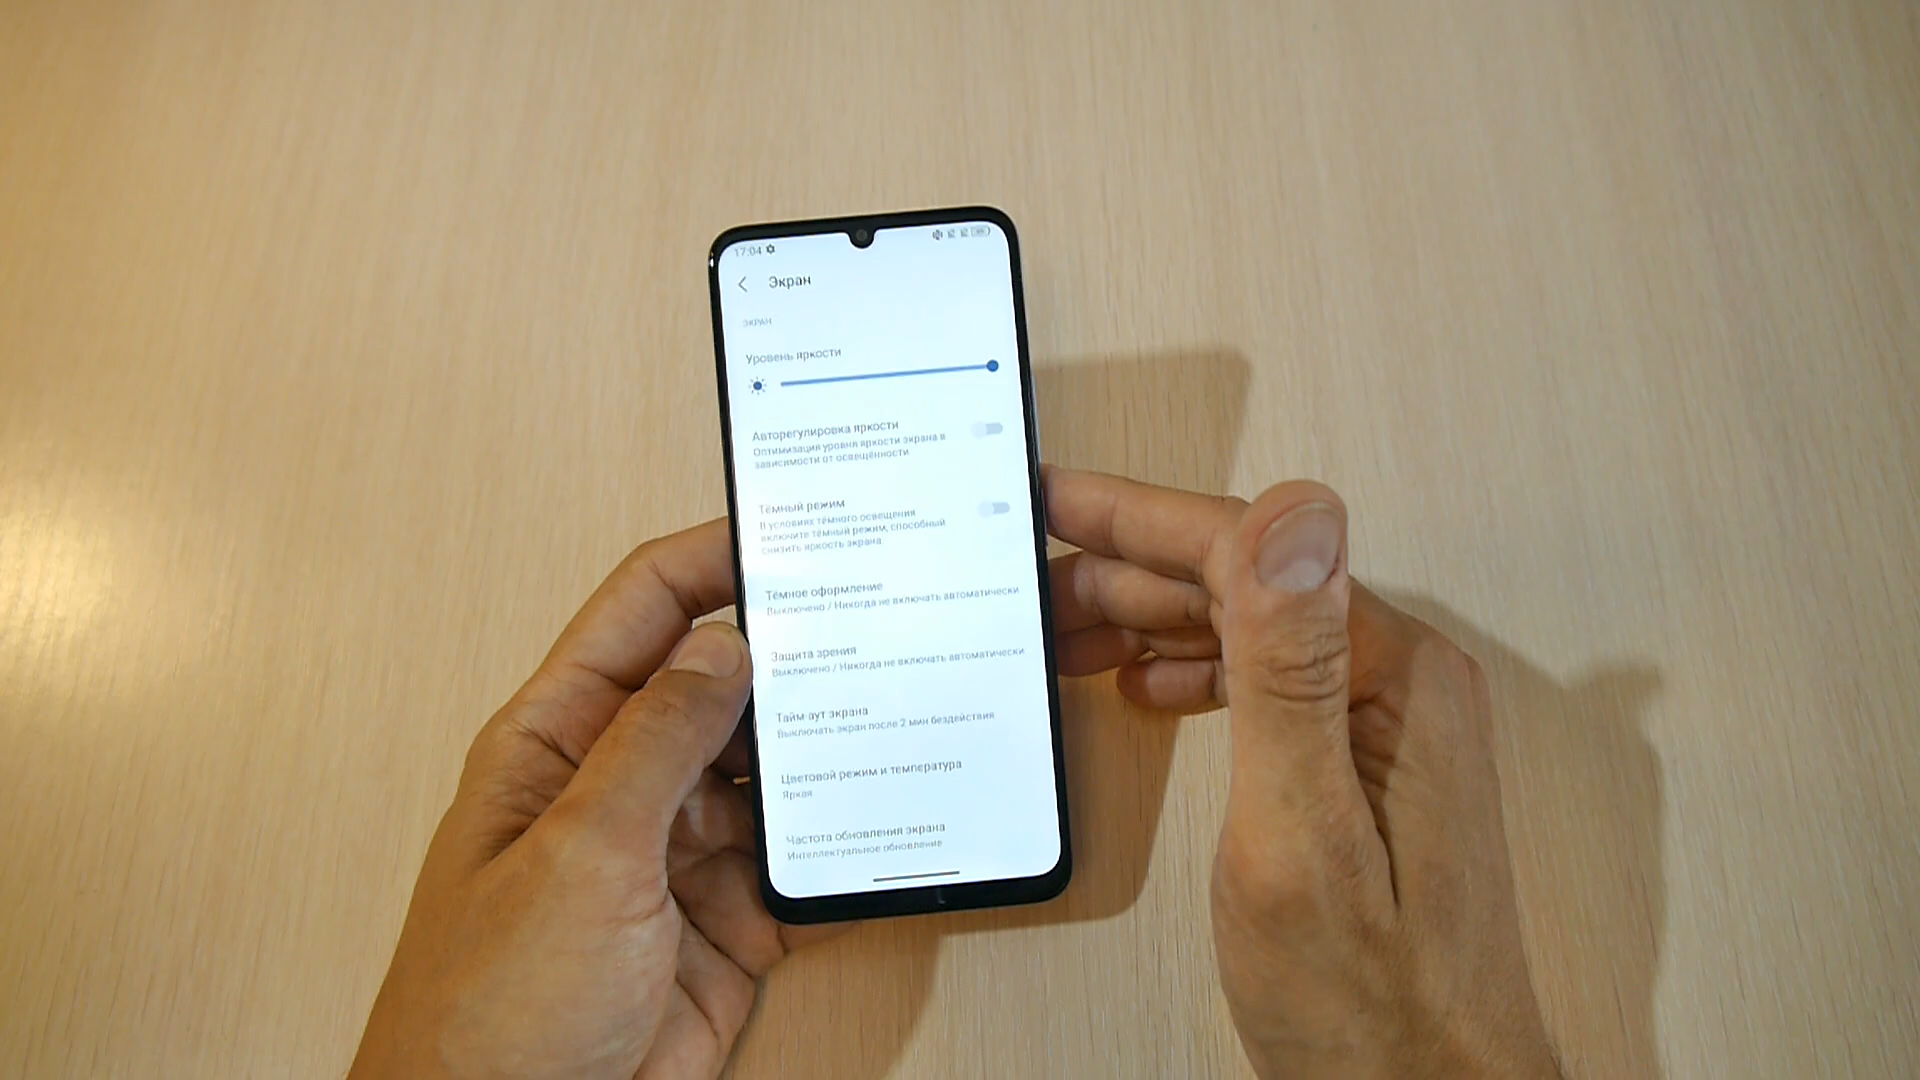 17:04
Экран
ЭКРАН
Уровень яркости
Авторегулировка яркости
Оптимизация уровня яркости экрана в
зависимости от освещённости
Тёмный режим
В условиях тёмного освещения
включите тёмный режим, способный
снизить яркость экрана
Тёмное оформление
Выключено / Никогда не включать автоматически
Защита зрения
Выключено / Никогда не включать автоматически
Тайм-аут экрана
Выключать экран после 2 мин бездействия
Цветовой режим и температура
Яркая
Частота обновления экрана
Интеллектуальное обновление